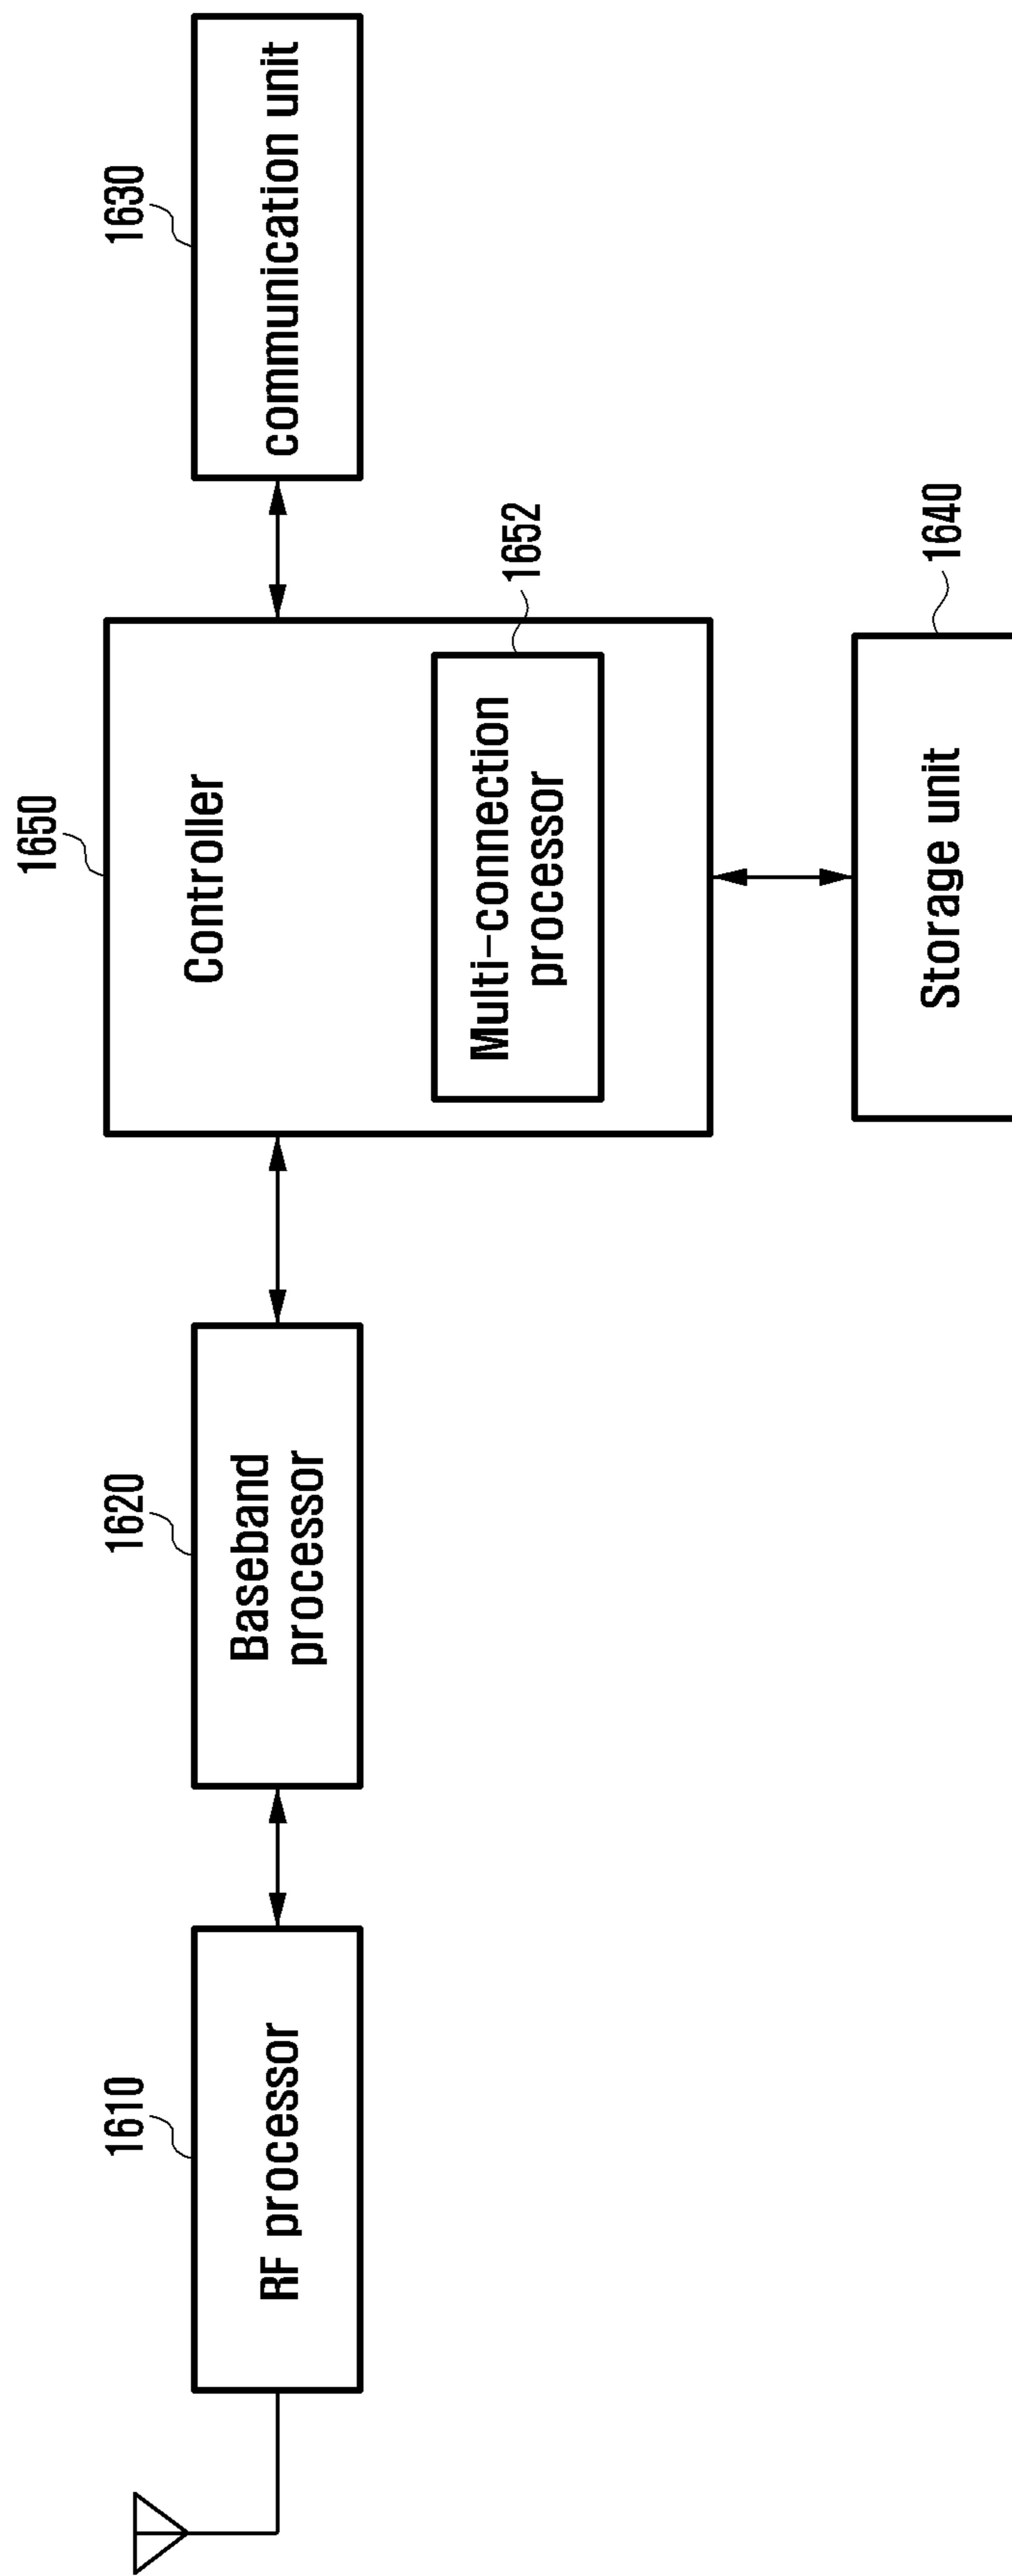 1610
RF processor
1620
Baseband
processor
1650
Controller
1652
Multi-connection
processor
1630
communication unit
1640
Storage unit